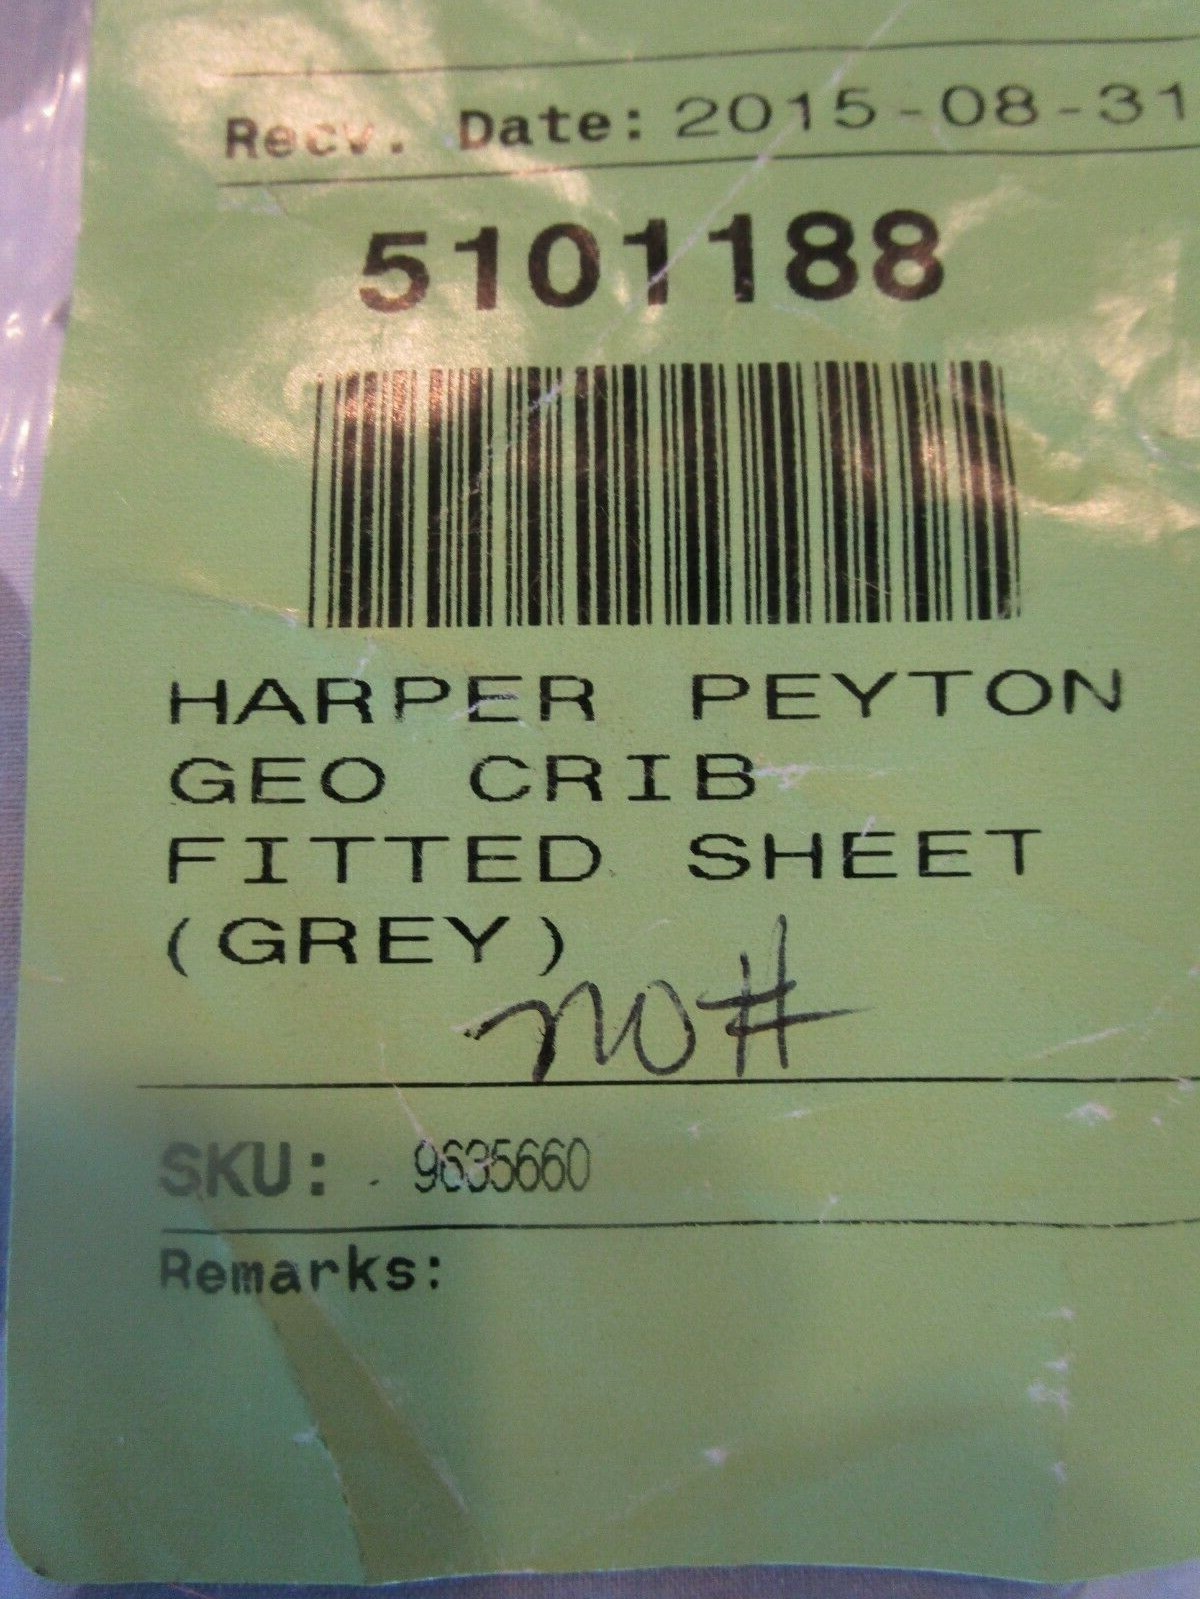 Recv. Date: 2015-08-31
5101188
HARPER PEYTON
GEO CRIB
FITTED SHEET
(GREY)
no#
SKU: 9635660
Remarks: